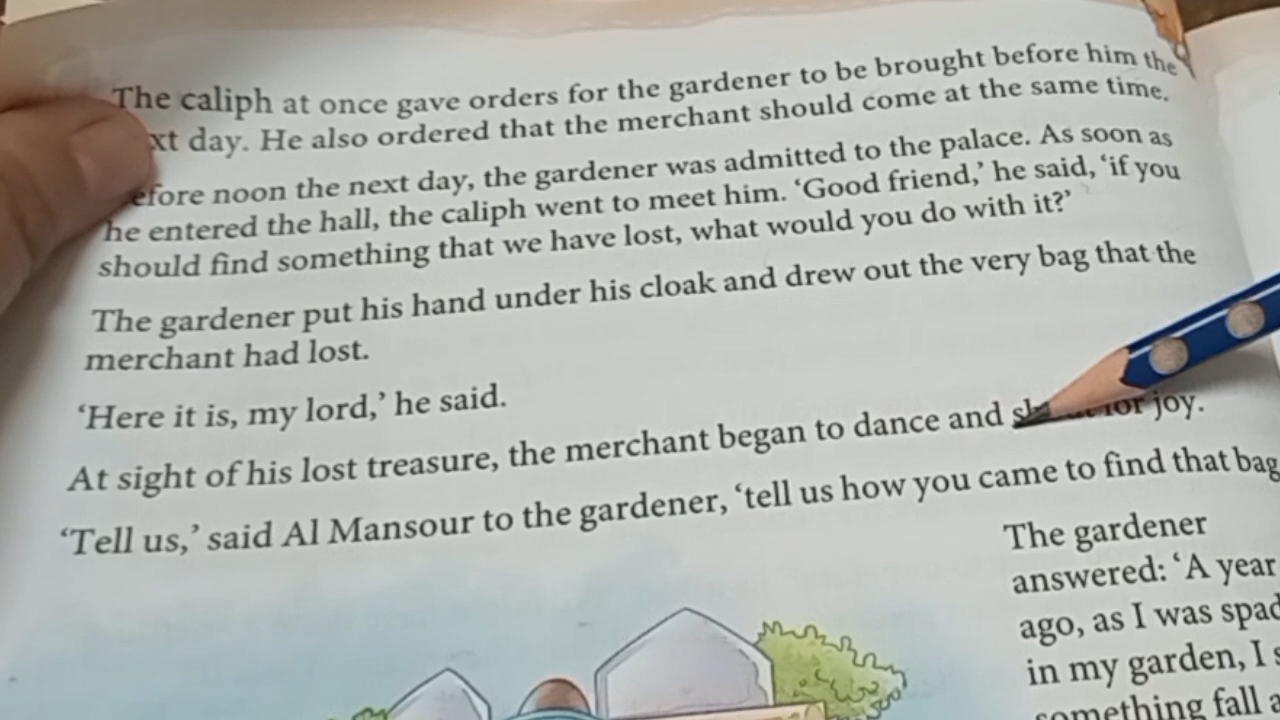 The caliph at once gave orders for the gardener to be brought before him the
xt day. He also ordered that the merchant should come at the same time.
efore noon the next day, the gardener was admitted to the palace. As soon as
he entered the hall, the caliph went to meet him. ‘Good friend,’ he said, ‘if you
should find something that we have lost, what would you do with it?’
The gardener put his hand under his cloak and drew out the very bag that the
merchant had lost.
‘Here it is, my lord,’ he said.
At sight of his lost treasure, the merchant began to dance and for joy.
‘Tell us,’ said Al Mansour to the gardener, ‘tell us how you came to find that bag
The gardener
answered: ‘A year
ago, as I was spad
in my garden, I s
something fall a